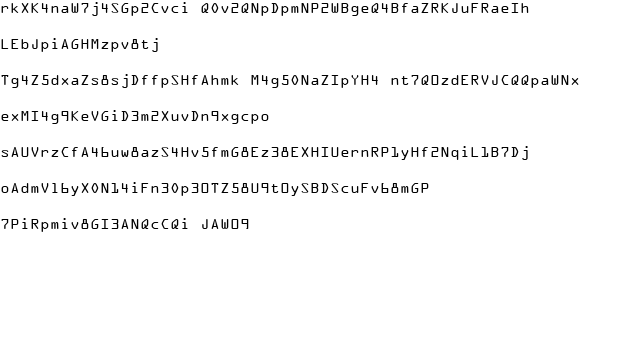 rkXK4naW7j4SGp2Cvci Q0v2QNpDpmNP2WBgeQ4BfaZRKJuFRaeIh
LEbJpiAGHMzpv8tj
Tg4Z5dxaZs8sjDffpSHfAhmk M4g50NaZIpYH4 nt7QOzdERVJCQQpaWNx
exMI4g9KeVGiD3m2XuvDn9xgcpo
sAUVrzCfA46uw8azS4Hv5fmG8Ez38EXHIUernRP1yHf2NqiL1B7Dj
oAdmV16yX0N14iFn30p3OTZ58U9tOySBDScuFv68mGP
7PiRpmiv8GI3ANQcCQi JAWO9